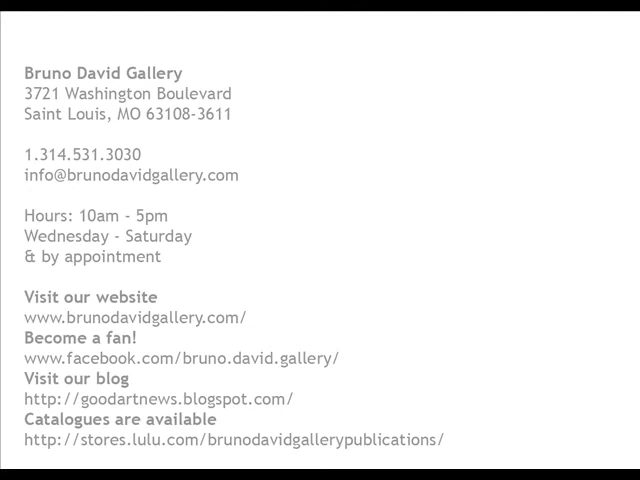 Bruno David Gallery
3721 Washington Boulevard
Saint Louis, MO 63108-3611
1.314.531.3030
info@brunodavidgallery.com
Hours: 10am - 5pm
Wednesday - Saturday
& by appointment
Visit our website
www.brunodavidgallery.com/
Become a fan!
www.facebook.com/bruno.david.gallery/
Visit our blog
http://goodartnews.blogspot.com/
Catalogues are available
http://stores.lulu.com/brunodavidgallerypublications/